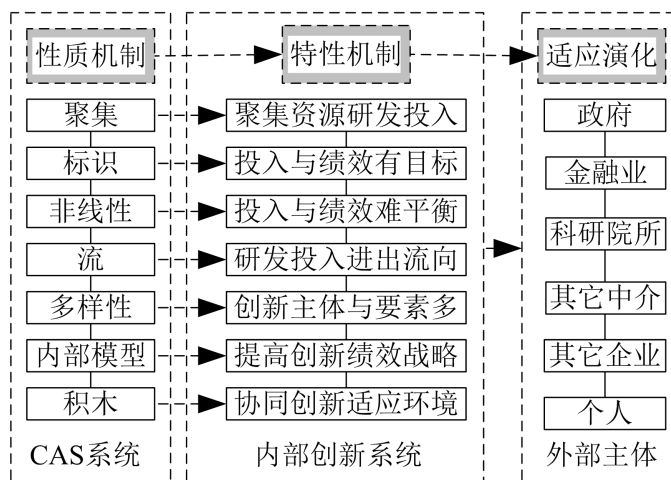 性质机制
特性机制
适应演化
聚集
聚集资源研发投入
政府
标识
投入与绩效有目标
金融业
非线性
投入与绩效难平衡
科研院所
流
研发投入进出流向
多样性
创新主体与要素多
其它中介
内部模型
提高创新绩效战略
其它企业
积木
协同创新适应环境
个人
CAS系统
内部创新系统
外部主体